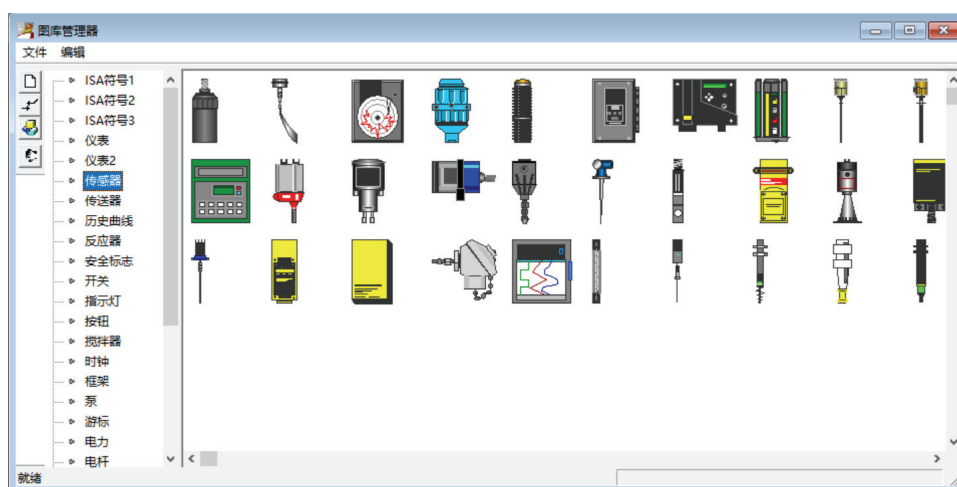 图库管理器
文件 编辑
ISA符号1
ISA符号2
ISA符号3
仪表
仪表2
传感器
传送器
历史曲线
反应器
安全标志
开关
指示灯
按钮
搅拌器
时钟
框架
泵
游标
电力
电杆
就绪